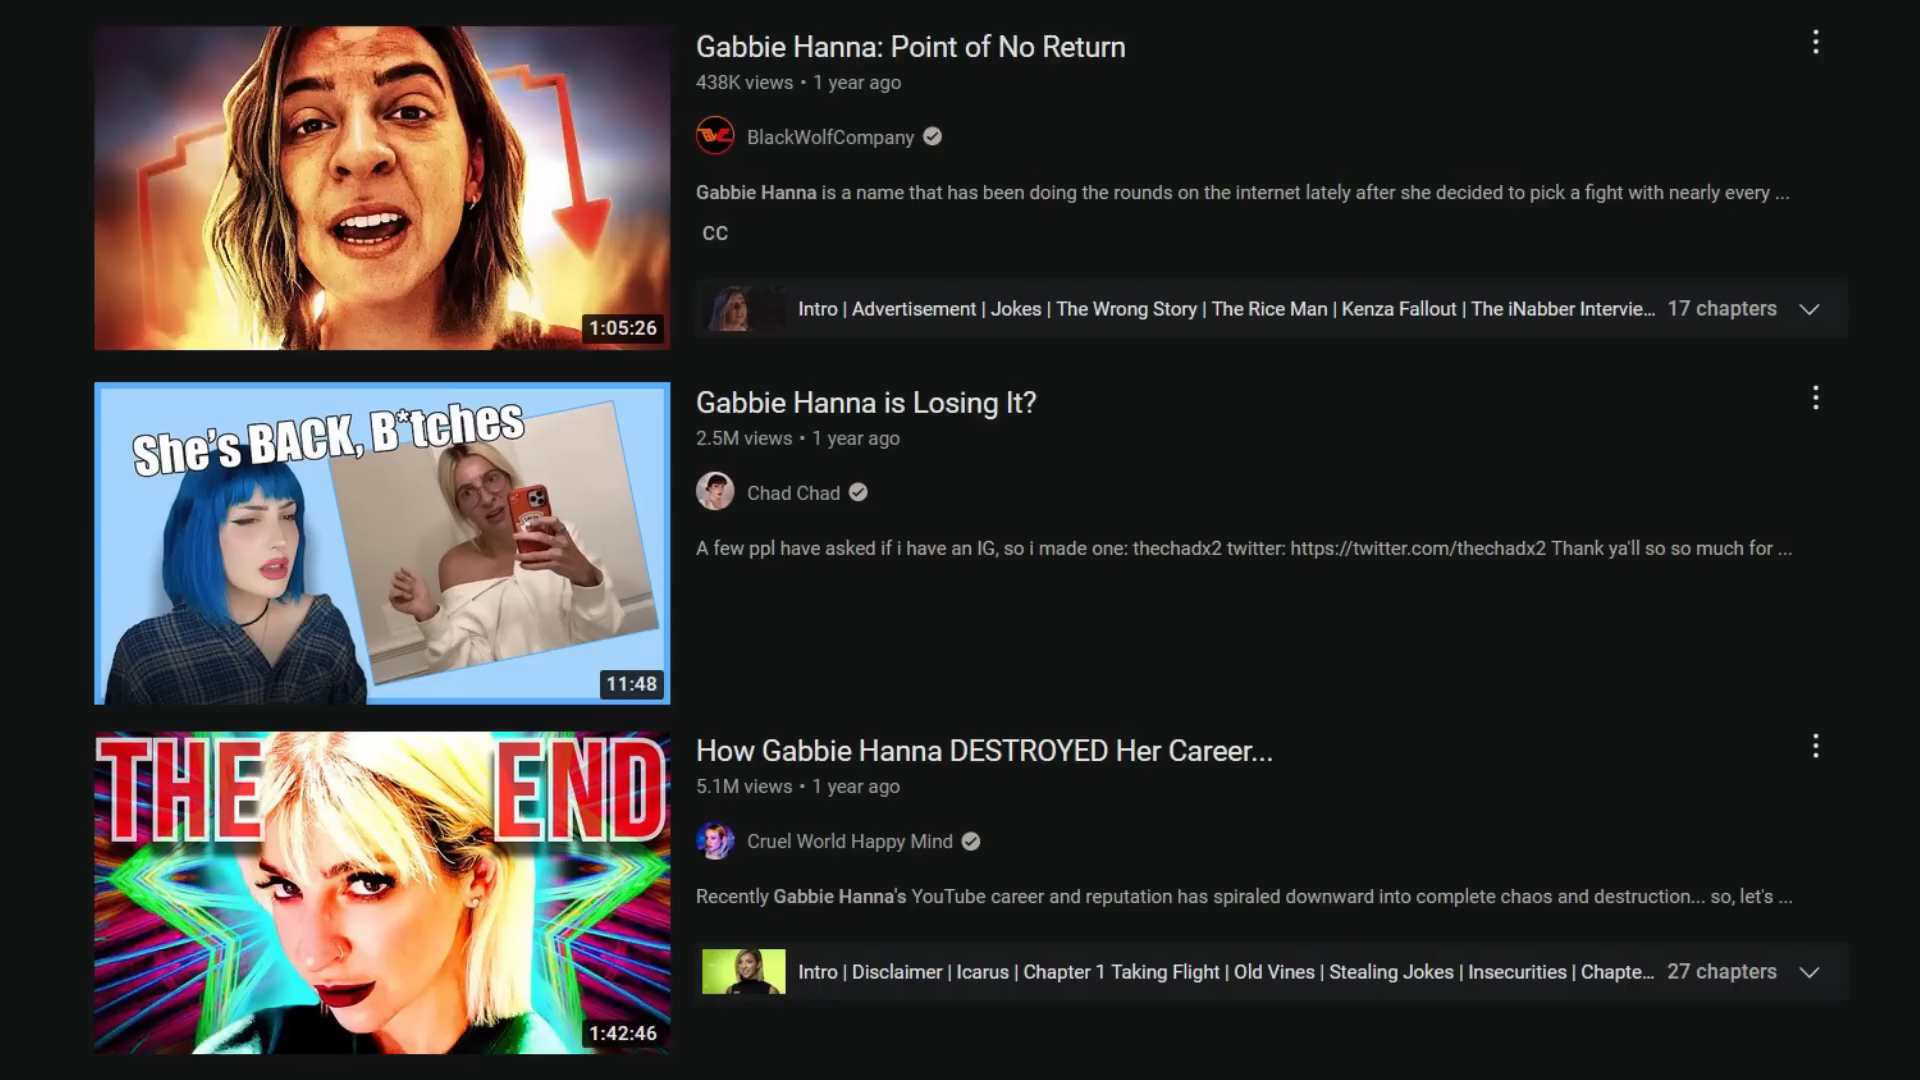 Gabbie Hanna: Point of No Return
438K views • 1 year ago
BlackWolfCompany
Gabbie Hanna is a name that has been doing the rounds on the internet lately after she decided to pick a fight with nearly every ...
CC
1:05:26
Intro | Advertisement | Jokes | The Wrong Story | The Rice Man | Kenza Fallout | The iNabber Intervie... 17 chapters
She's BACK, B*tches
11:48
Gabbie Hanna is Losing It?
2.5M views • 1 year ago
Chad Chad
A few ppl have asked if i have an IG, so i made one: thechadx2 twitter: https://twitter.com/thechadx2 Thank ya'll so so much for ...
THE END
1:42:46
How Gabbie Hanna DESTROYED Her Career...
5.1M views • 1 year ago
Cruel World Happy Mind
Recently Gabbie Hanna's YouTube career and reputation has spiraled downward into complete chaos and destruction... so, let's ...
Intro | Disclaimer | Icarus | Chapter 1 Taking Flight | Old Vines | Stealing Jokes | Insecurities | Chapte... 27 chapters